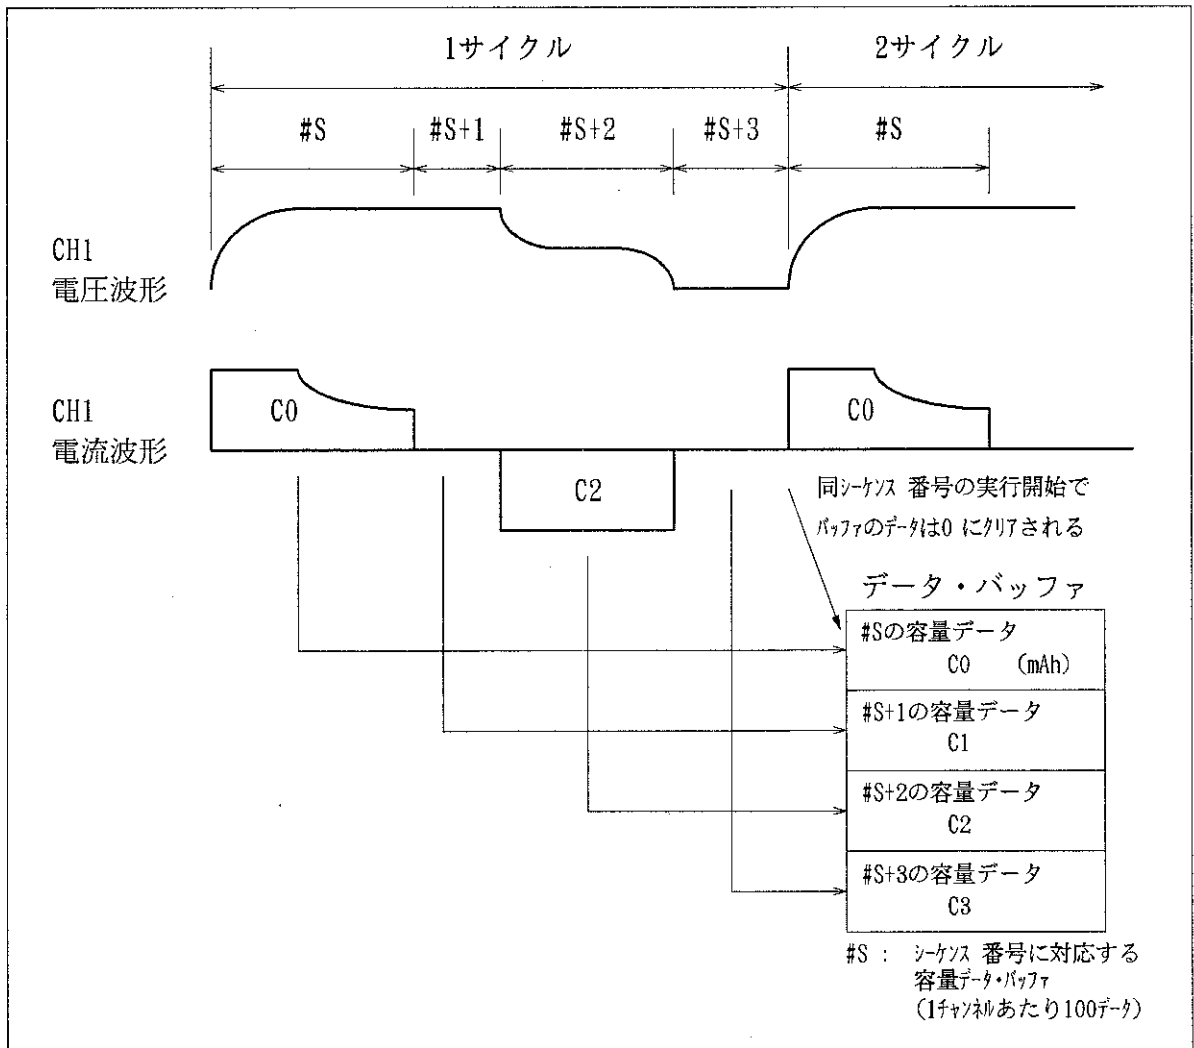 1サイクル
2サイクル
#S
#S+1
#S+2
#S+3
#S
CH1
電圧波形
CH1
電流波形
C0
C2
C0
同シーケンス 番号の実行開始で
バッファのデータは0 にクリアされる
データ・バッファ
#Sの容量データ
C0 (mAh)
#S+1の容量データ
C1
#S+2の容量データ
C2
#S+3の容量データ
C3
#S : シーケンス 番号に対応する
容量データ・バッファ
(1チャンネルあたり100データ)